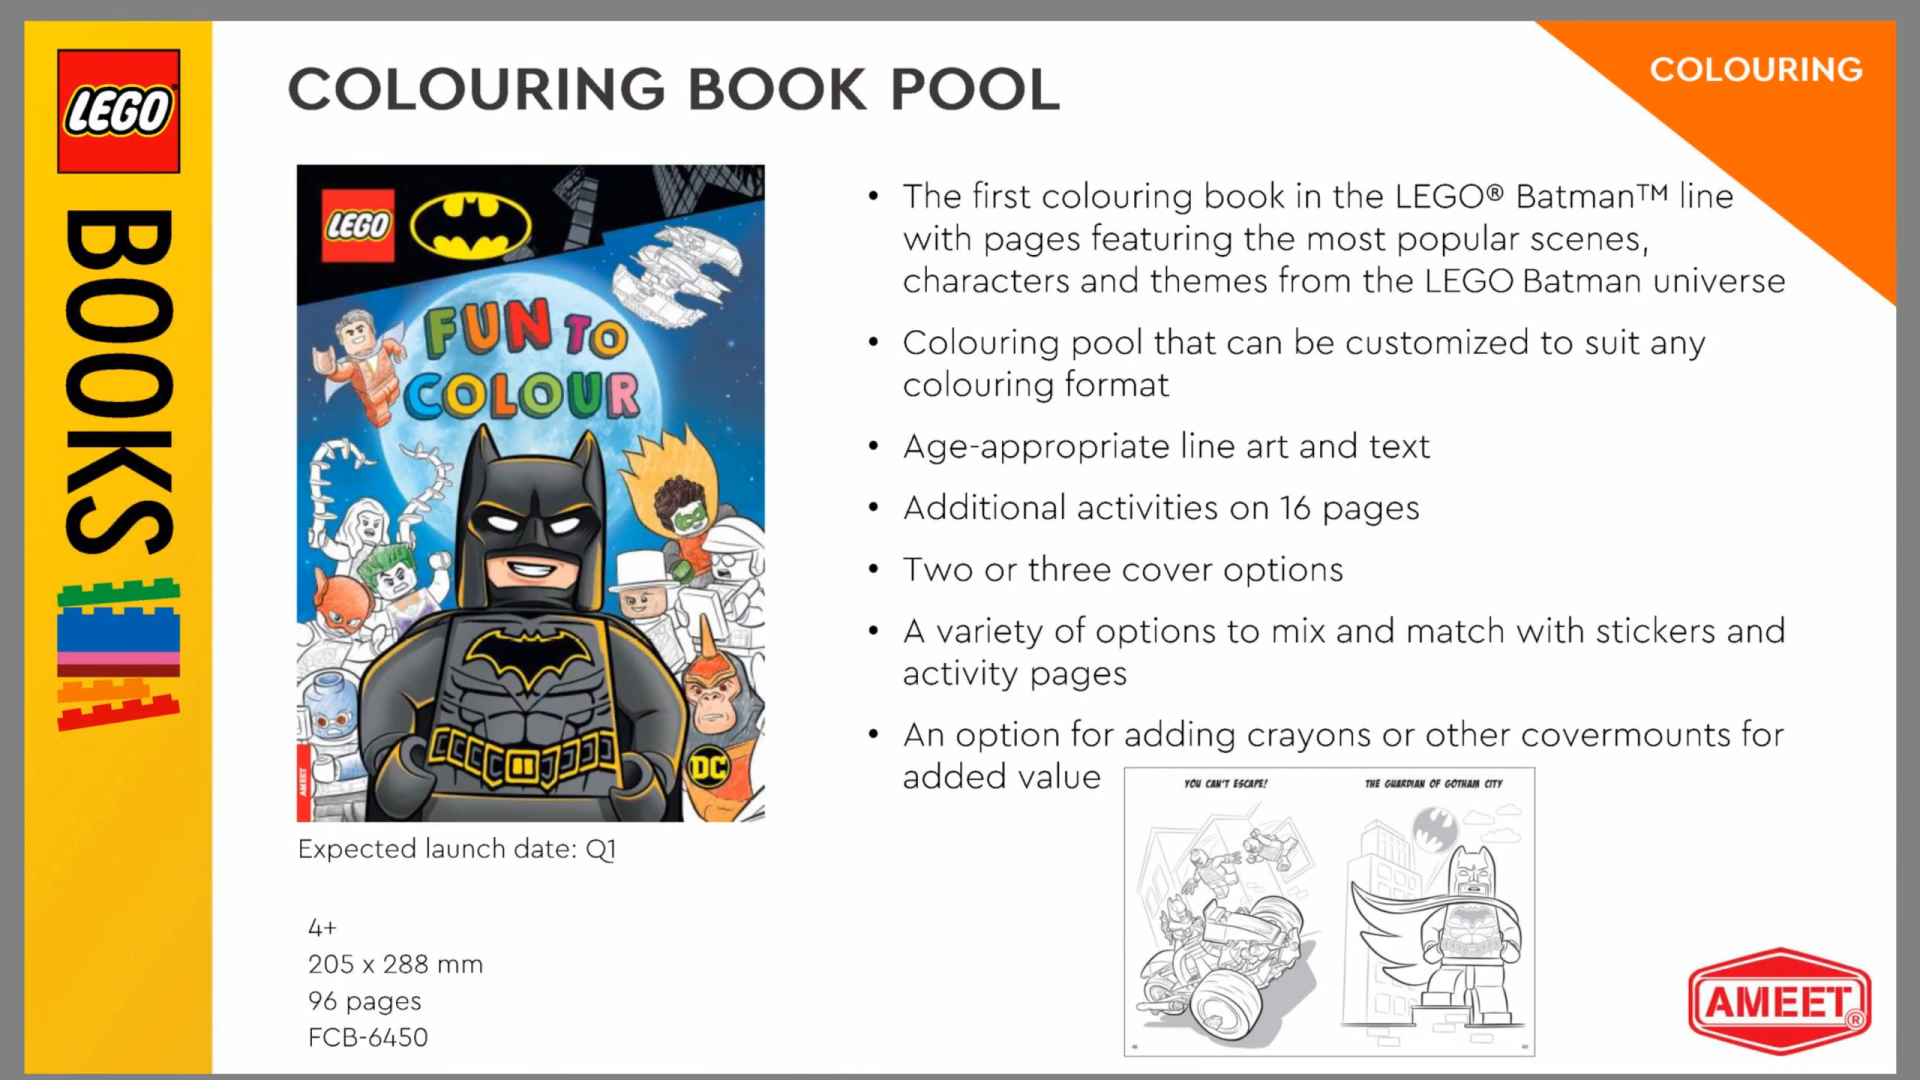 LEGO
BOOKS
COLOURING BOOK POOL
COLOURING
LEGO
FUN TO
COLOUR
AMEET
DC
Expected launch date: Q1
4+
205 x 288 mm
96 pages
FCB-6450
• The first colouring book in the LEGO® Batman™ line
with pages featuring the most popular scenes,
characters and themes from the LEGO Batman universe
• Colouring pool that can be customized to suit any
colouring format
• Age-appropriate line art and text
• Additional activities on 16 pages
• Two or three cover options
• A variety of options to mix and match with stickers and
activity pages
• An option for adding crayons or other covermounts for
added value
YOU CAN'T ESCAPE!
THE GUARDIAN OF GOTHAM CITY
AMEET®